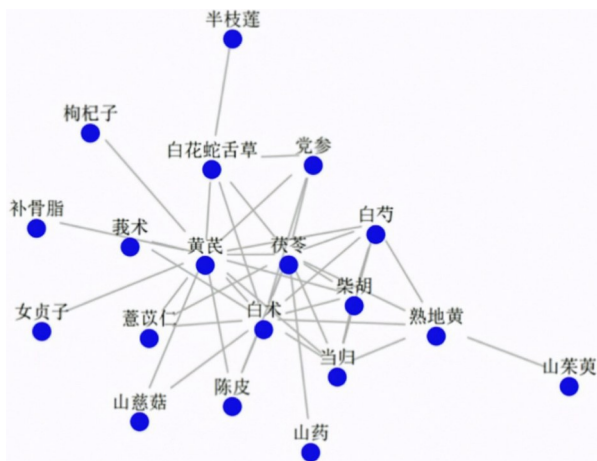 半枝莲
枸杞子
白花蛇舌草
党参
补骨脂
莪术
黄芪
茯苓
白芍
柴胡
女贞子
薏苡仁
白术
熟地黄
当归
山茱萸
陈皮
山慈菇
山药